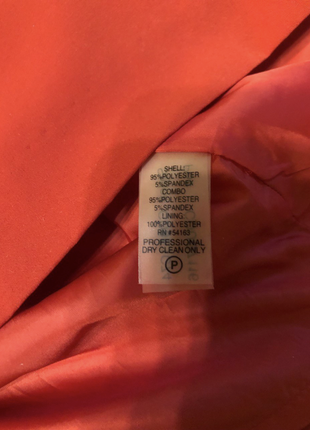 SHELL:
95%POLYESTER
5%SPANDEX
COMBO
95%POLYESTER
5%SPANDEX
LINING:
100%POLYESTER
RN #54163
PROFESSIONAL
DRY CLEAN ONLY
P